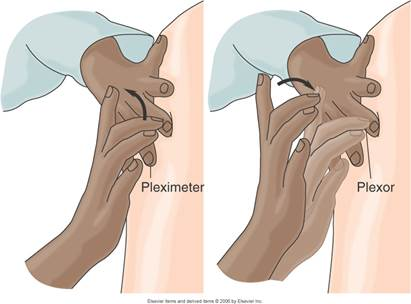 Pleximeter
Plexor
Elsevier items and derived items © 2006 by Elsevier Inc.